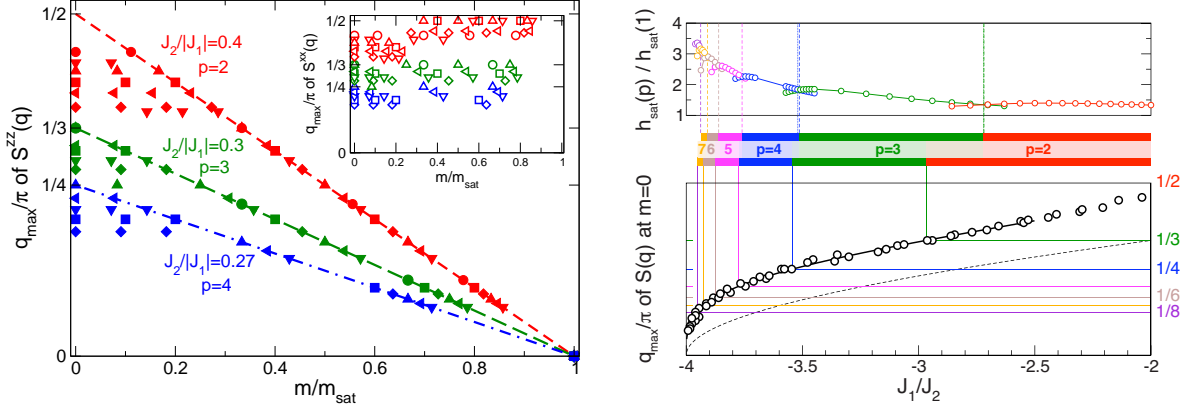 q_max/π of S^zz(q)
1/2
1/3
1/4
0
0
0.2
0.4
0.6
0.8
1
m/m_sat
J_2/|J_1|=0.4
p=2
J_2/|J_1|=0.3
p=3
J_2/|J_1|=0.27
p=4
q_max/π of S^xx(q)
1/2
1/3
1/4
0
0
0.2
0.4
0.6
0.8
1
m/m_sat
h_sat(p) / h_sat(1)
4
3
2
1
7
6
5
p=4
p=3
p=2
q_max/π of S(q) at m=0
1/2
1/3
1/4
1/6
1/8
-4
-3.5
-3
-2.5
-2
J_1/J_2